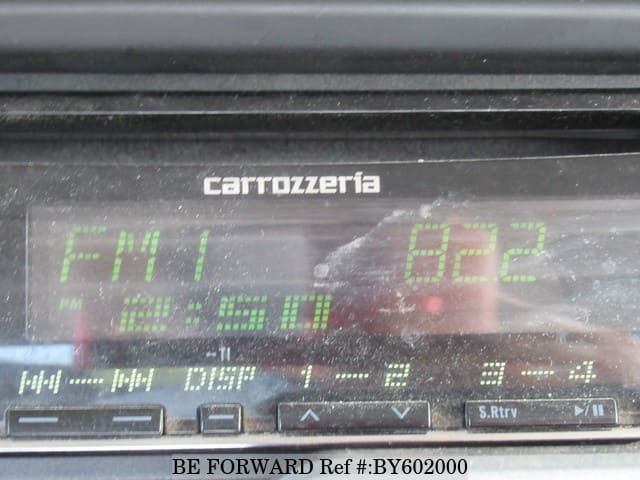 carrozzeria
FM1 822
PM 2:50
DISP 1 2 3 4
S.Rtrv
BE FORWARD Ref #:BY602000